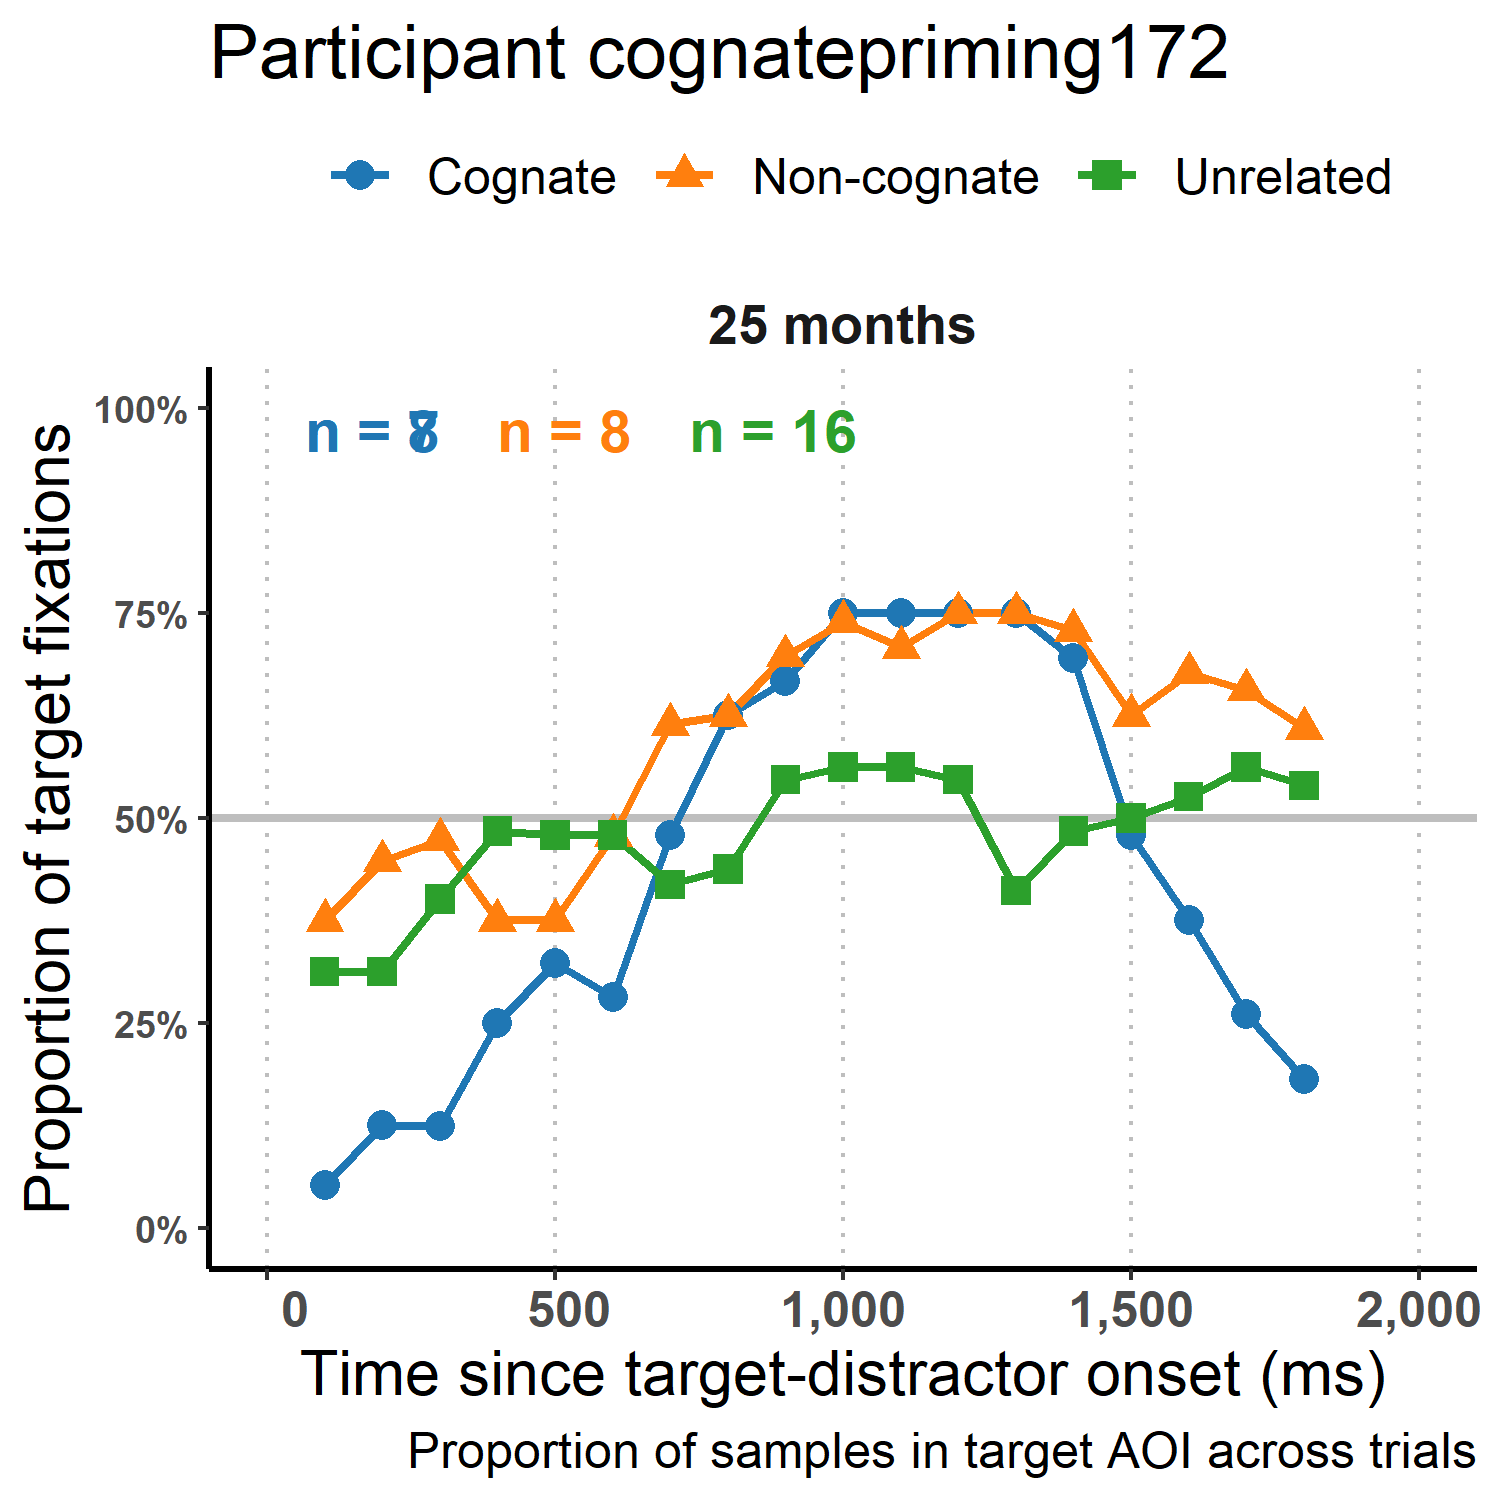 Participant cognatepriming172
Cognate Non-cognate Unrelated
25 months
n = n = 8 n = 16
100%
75%
50%
25%
0%
Proportion of target fixations
0 500 1,000 1,500 2,000
Time since target-distractor onset (ms)
Proportion of samples in target AOI across trials